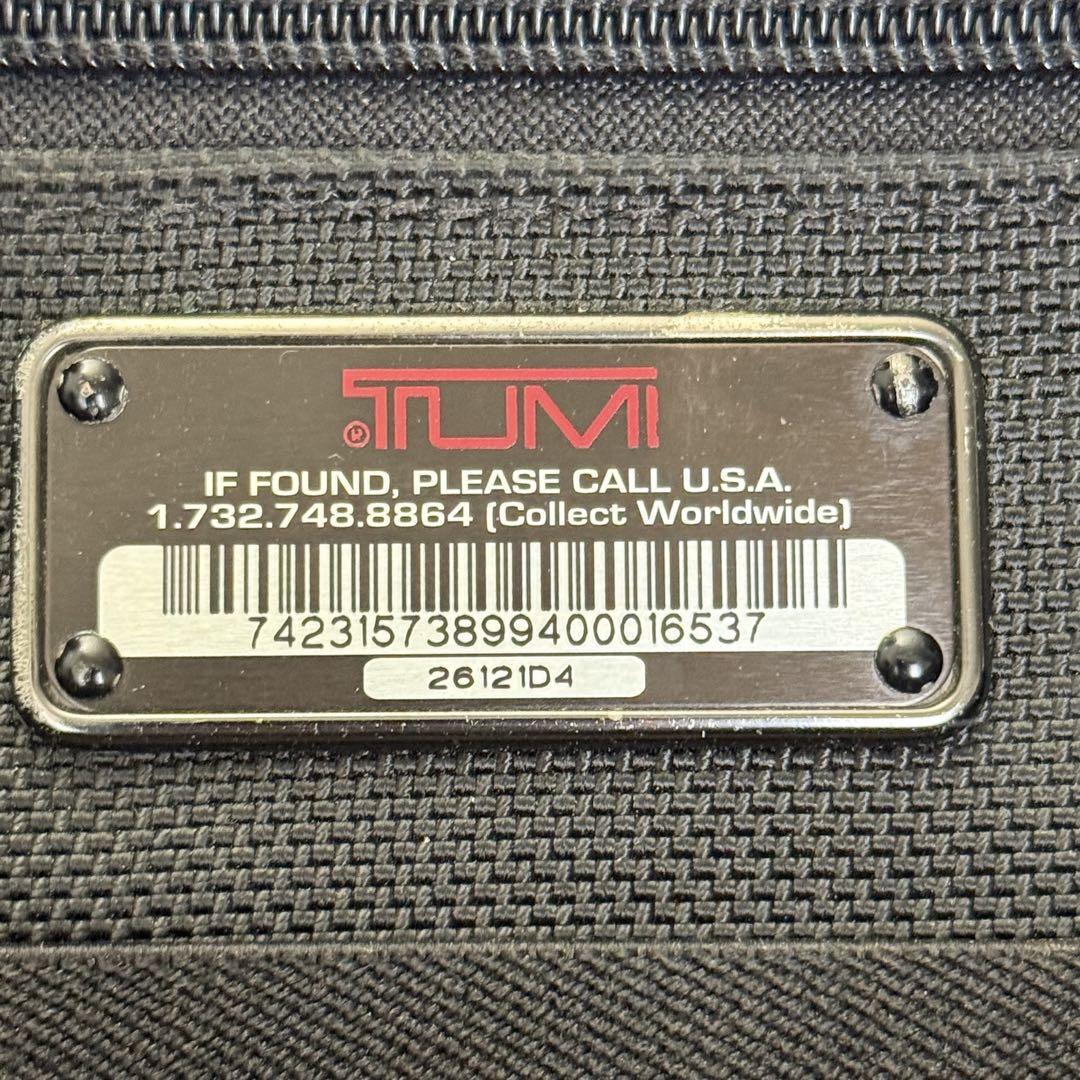 TUMI®
IF FOUND, PLEASE CALL U.S.A.
1.732.748.8864 (Collect Worldwide)
74231573899400016537
26121D4